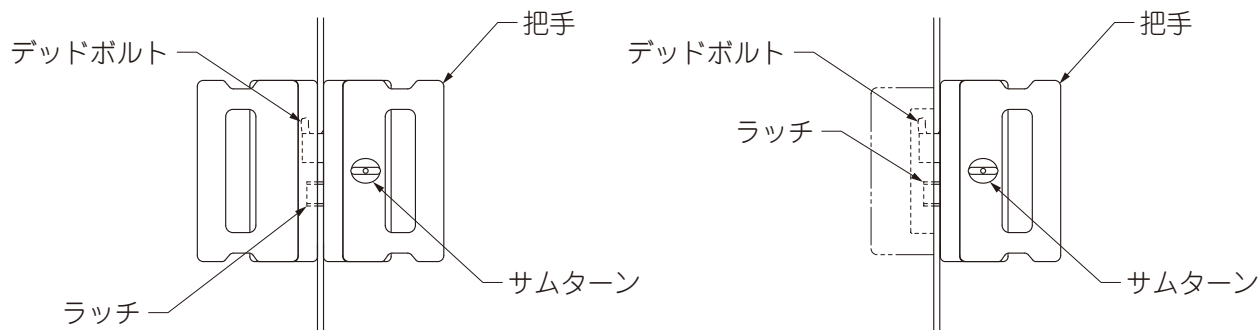 把手
デッドボルト
サムターン
ラッチ
把手
デッドボルト
ラッチ
サムターン